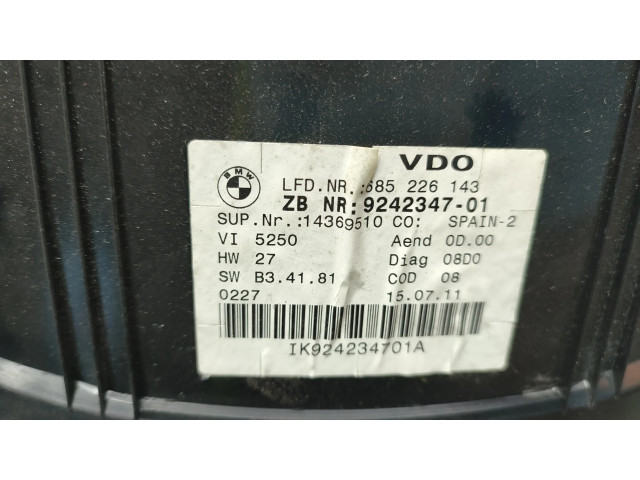 BMW
VDO
LFD.NR.:685 226 143
ZB NR:9242347-01
SUP.Nr.:14369510 CO: SPAIN-2
VI 5250 Aend 0D.00
HW 27 Diag 08D0
SW B3.41.81 COD 08
0227 15.07.11
IK924234701A